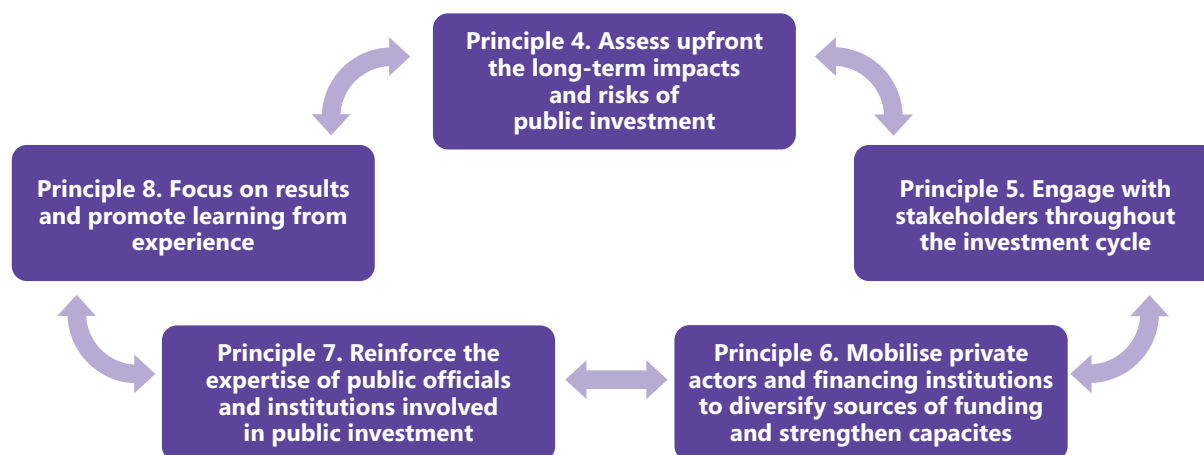 Principle 4. Assess upfront
the long-term impacts
and risks of
public investment
Principle 8. Focus on results
and promote learning from
experience
Principle 5. Engage with
stakeholders throughout
the investment cycle
Principle 7. Reinforce the
expertise of public officials
and institutions involved
in public investment
Principle 6. Mobilise private
actors and financing institutions
to diversify sources of funding
and strengthen capacites